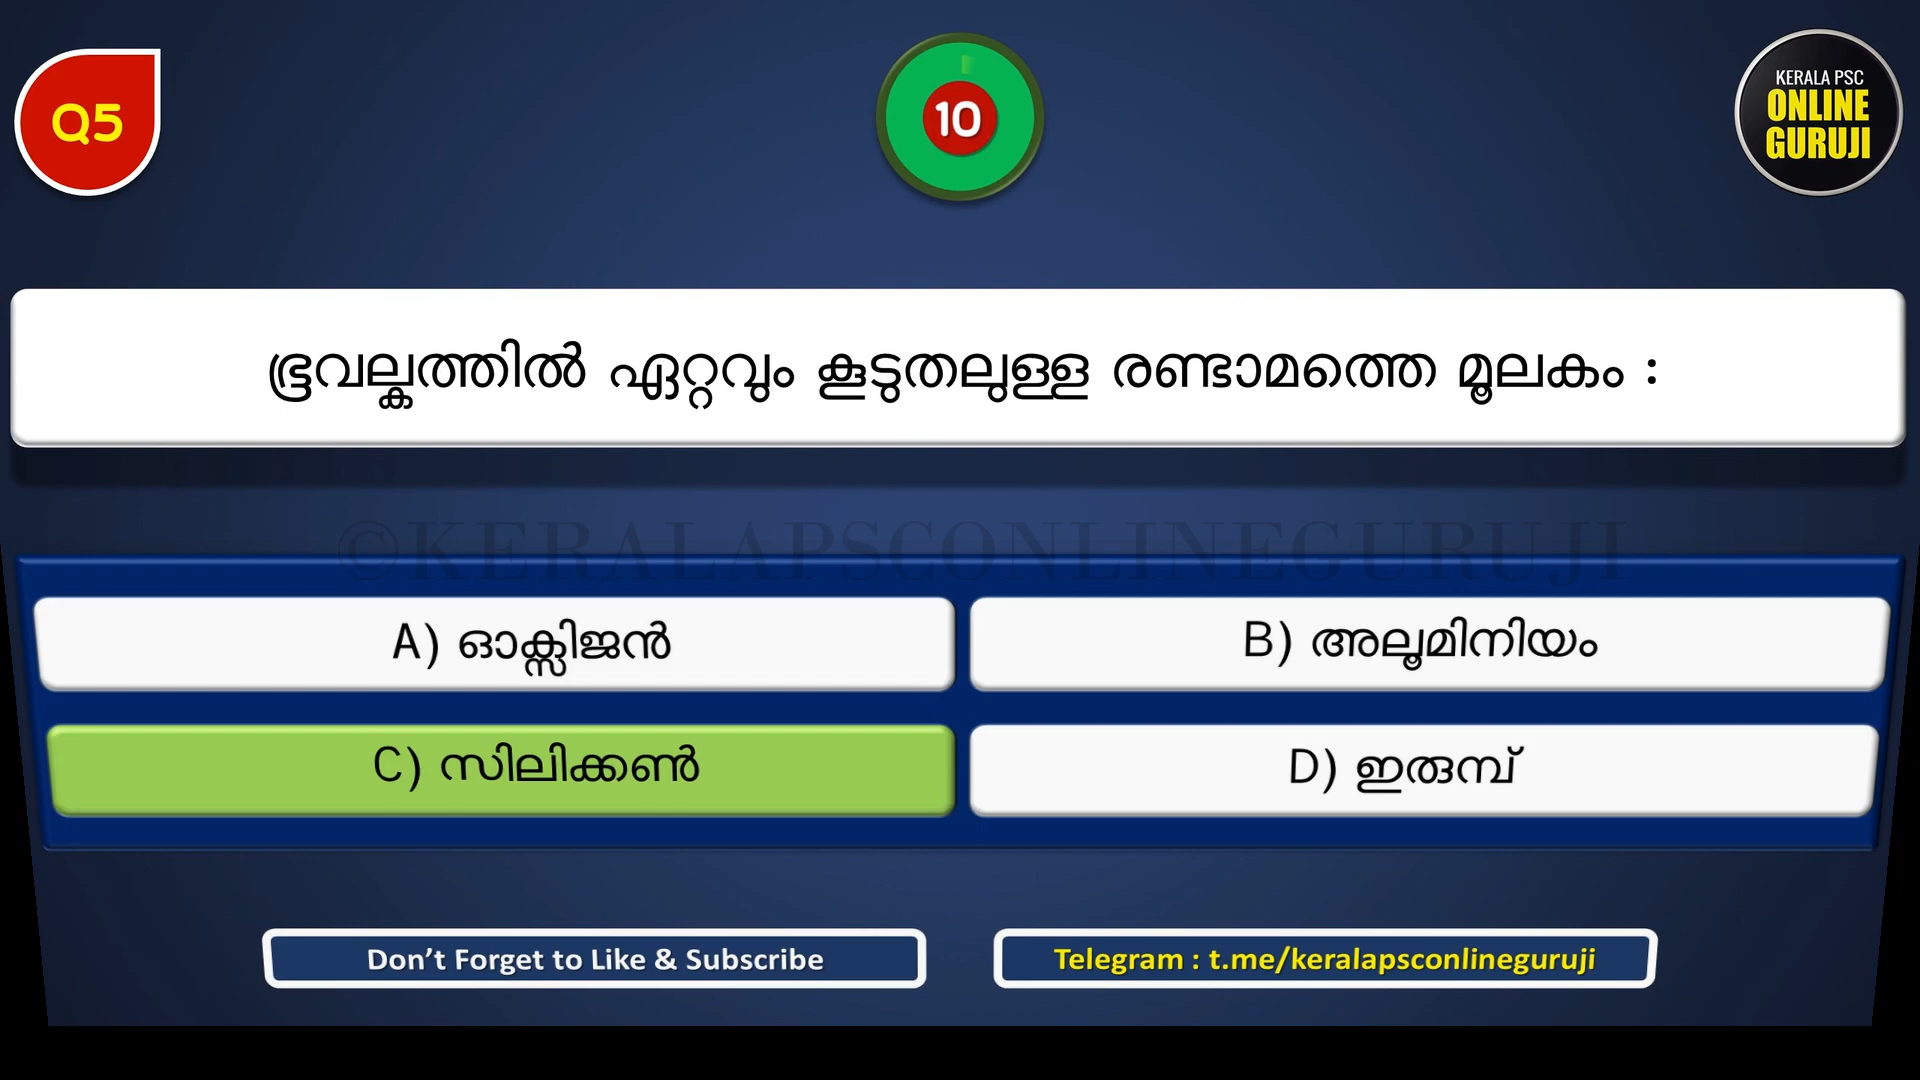 Q5
10
KERALA PSC
ONLINE
GURUJI
ഭൂവല്കത്തിൽ ഏറ്റവും കൂടുതലുള്ള രണ്ടാമത്തെ മൂലകം :
©KERALAPSCONLINEGURUJI
A) ഓക്സിജൻ
B) അലൂമിനിയം
C) സിലിക്കൺ
D) ഇരുമ്പ്
Don’t Forget to Like & Subscribe
Telegram : t.me/keralapsconlineguruji